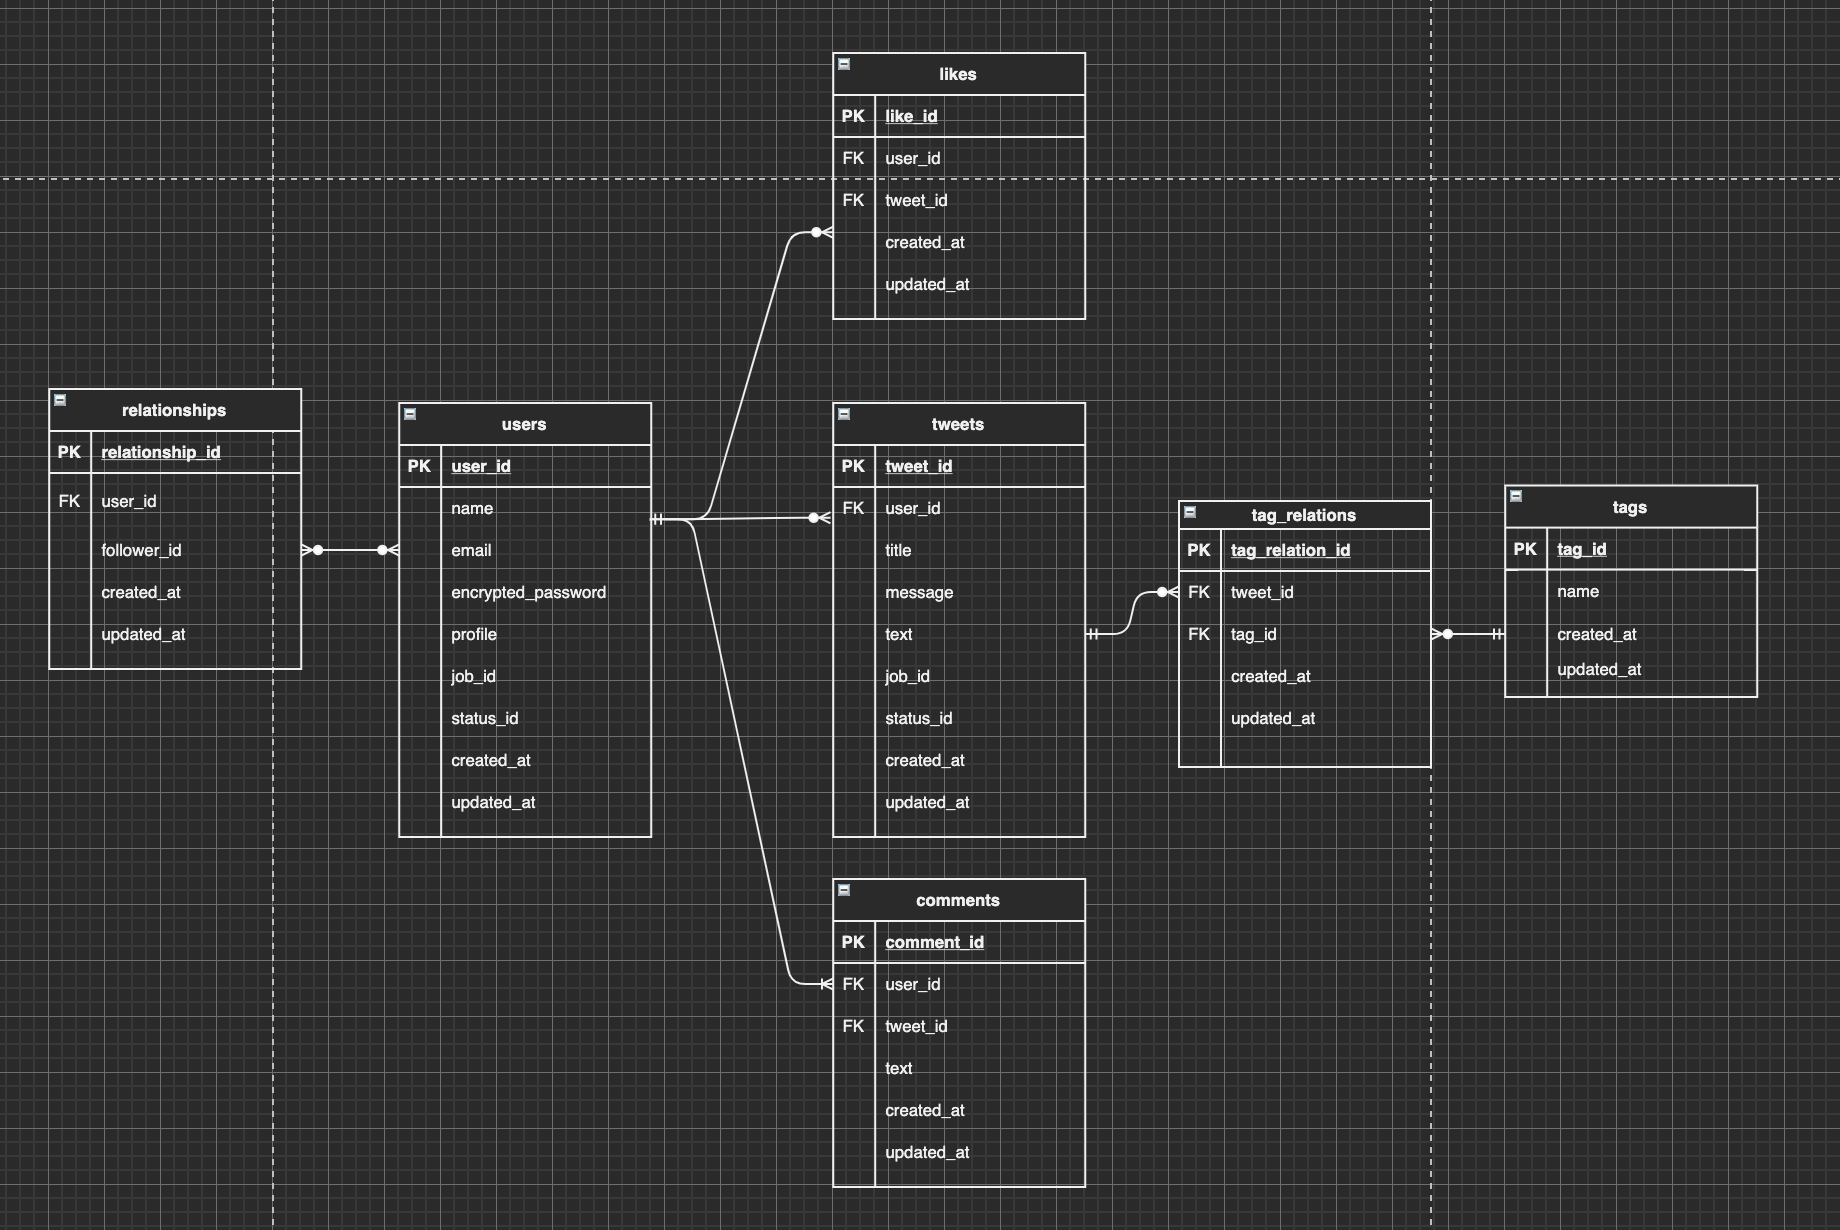 likes
PK like_id
FK user_id
FK tweet_id
created_at
updated_at
relationships
PK relationship_id
FK user_id
follower_id
created_at
updated_at
users
PK user_id
name
email
encrypted_password
profile
job_id
status_id
created_at
updated_at
tweets
PK tweet_id
FK user_id
title
message
text
job_id
status_id
created_at
updated_at
tag_relations
PK tag_relation_id
FK tweet_id
FK tag_id
created_at
updated_at
tags
PK tag_id
name
created_at
updated_at
comments
PK comment_id
FK user_id
FK tweet_id
text
created_at
updated_at